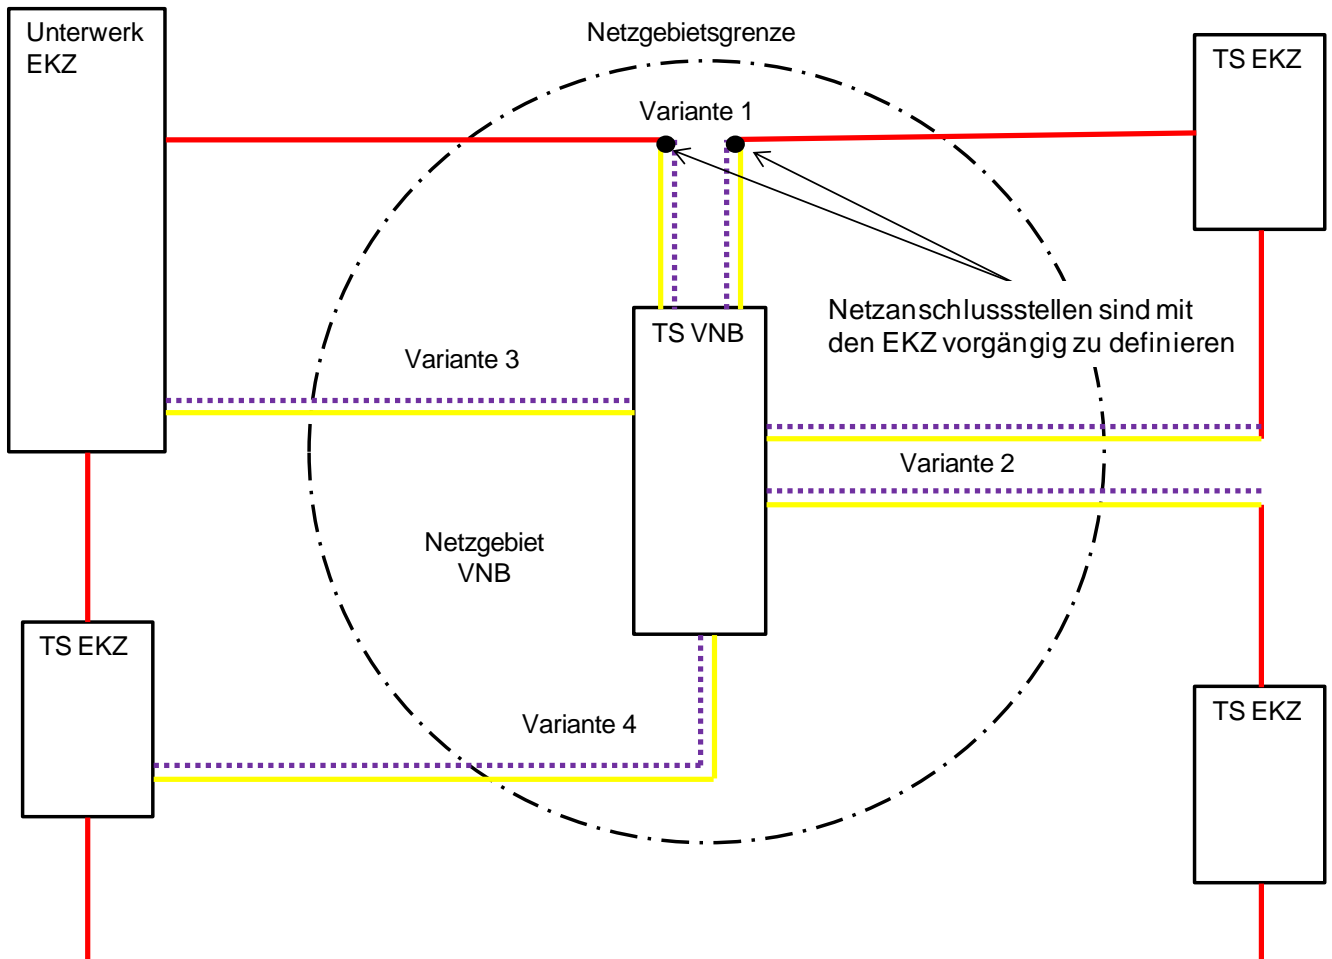 Unterwerk
EKZ
Netzgebietsgrenze
TS EKZ
Variante 1
TS VNB
Netzanschlussstellen sind mit
den EKZ vorgängig zu definieren
Variante 3
Variante 2
Netzgebiet
VNB
TS EKZ
Variante 4
TS EKZ